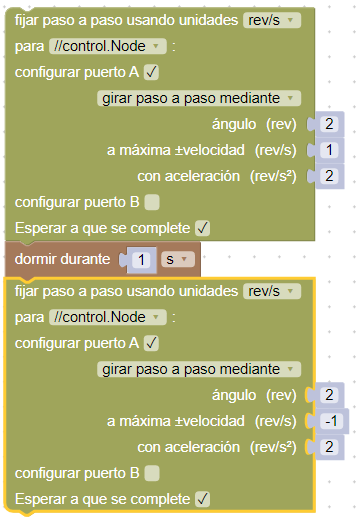 fijar paso a paso usando unidades rev/s
para //control.Node :
configurar puerto A ✓
girar paso a paso mediante
ángulo (rev) 2
a máxima ±velocidad (rev/s) 1
con aceleración (rev/s²) 2
configurar puerto B
Esperar a que se complete ✓
dormir durante 1 s
fijar paso a paso usando unidades rev/s
para //control.Node :
configurar puerto A ✓
girar paso a paso mediante
ángulo (rev) 2
a máxima ±velocidad (rev/s) -1
con aceleración (rev/s²) 2
configurar puerto B
Esperar a que se complete ✓